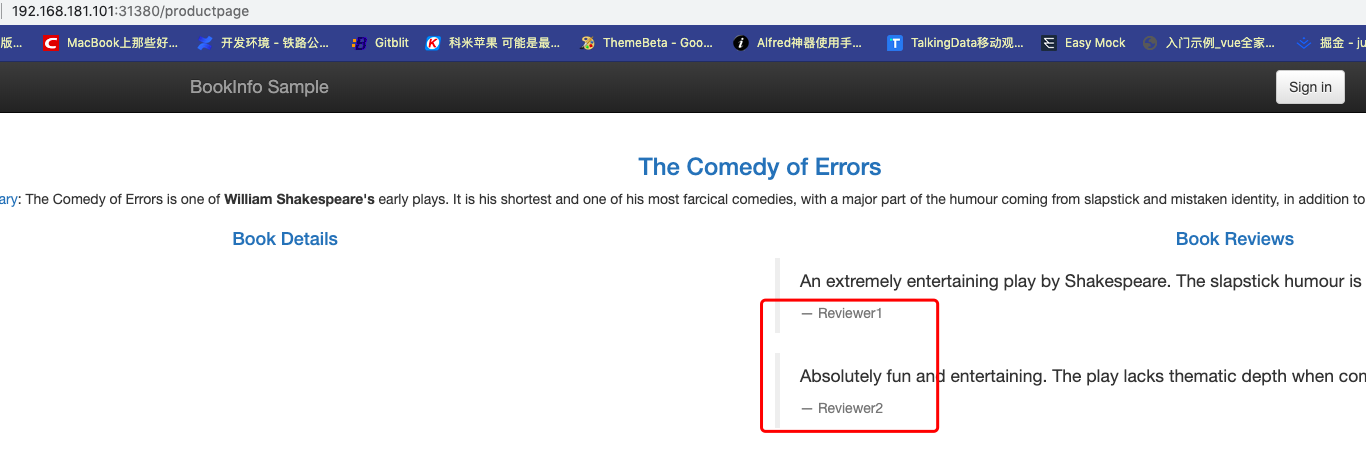 192.168.181.101:31380/productpage
版... MacBook上那些好... 开发环境 - 铁路公... Gitblit 科米苹果 可能是最... ThemeBeta - Goo... Alfred神器使用手... TalkingData移动观... Easy Mock 入门示例_vue全家... 掘金 - ju
BookInfo Sample Sign in
The Comedy of Errors
ary: The Comedy of Errors is one of William Shakespeare's early plays. It is his shortest and one of his most farcical comedies, with a major part of the humour coming from slapstick and mistaken identity, in addition to
Book Details Book Reviews
An extremely entertaining play by Shakespeare. The slapstick humour is
— Reviewer1
Absolutely fun and entertaining. The play lacks thematic depth when com
— Reviewer2